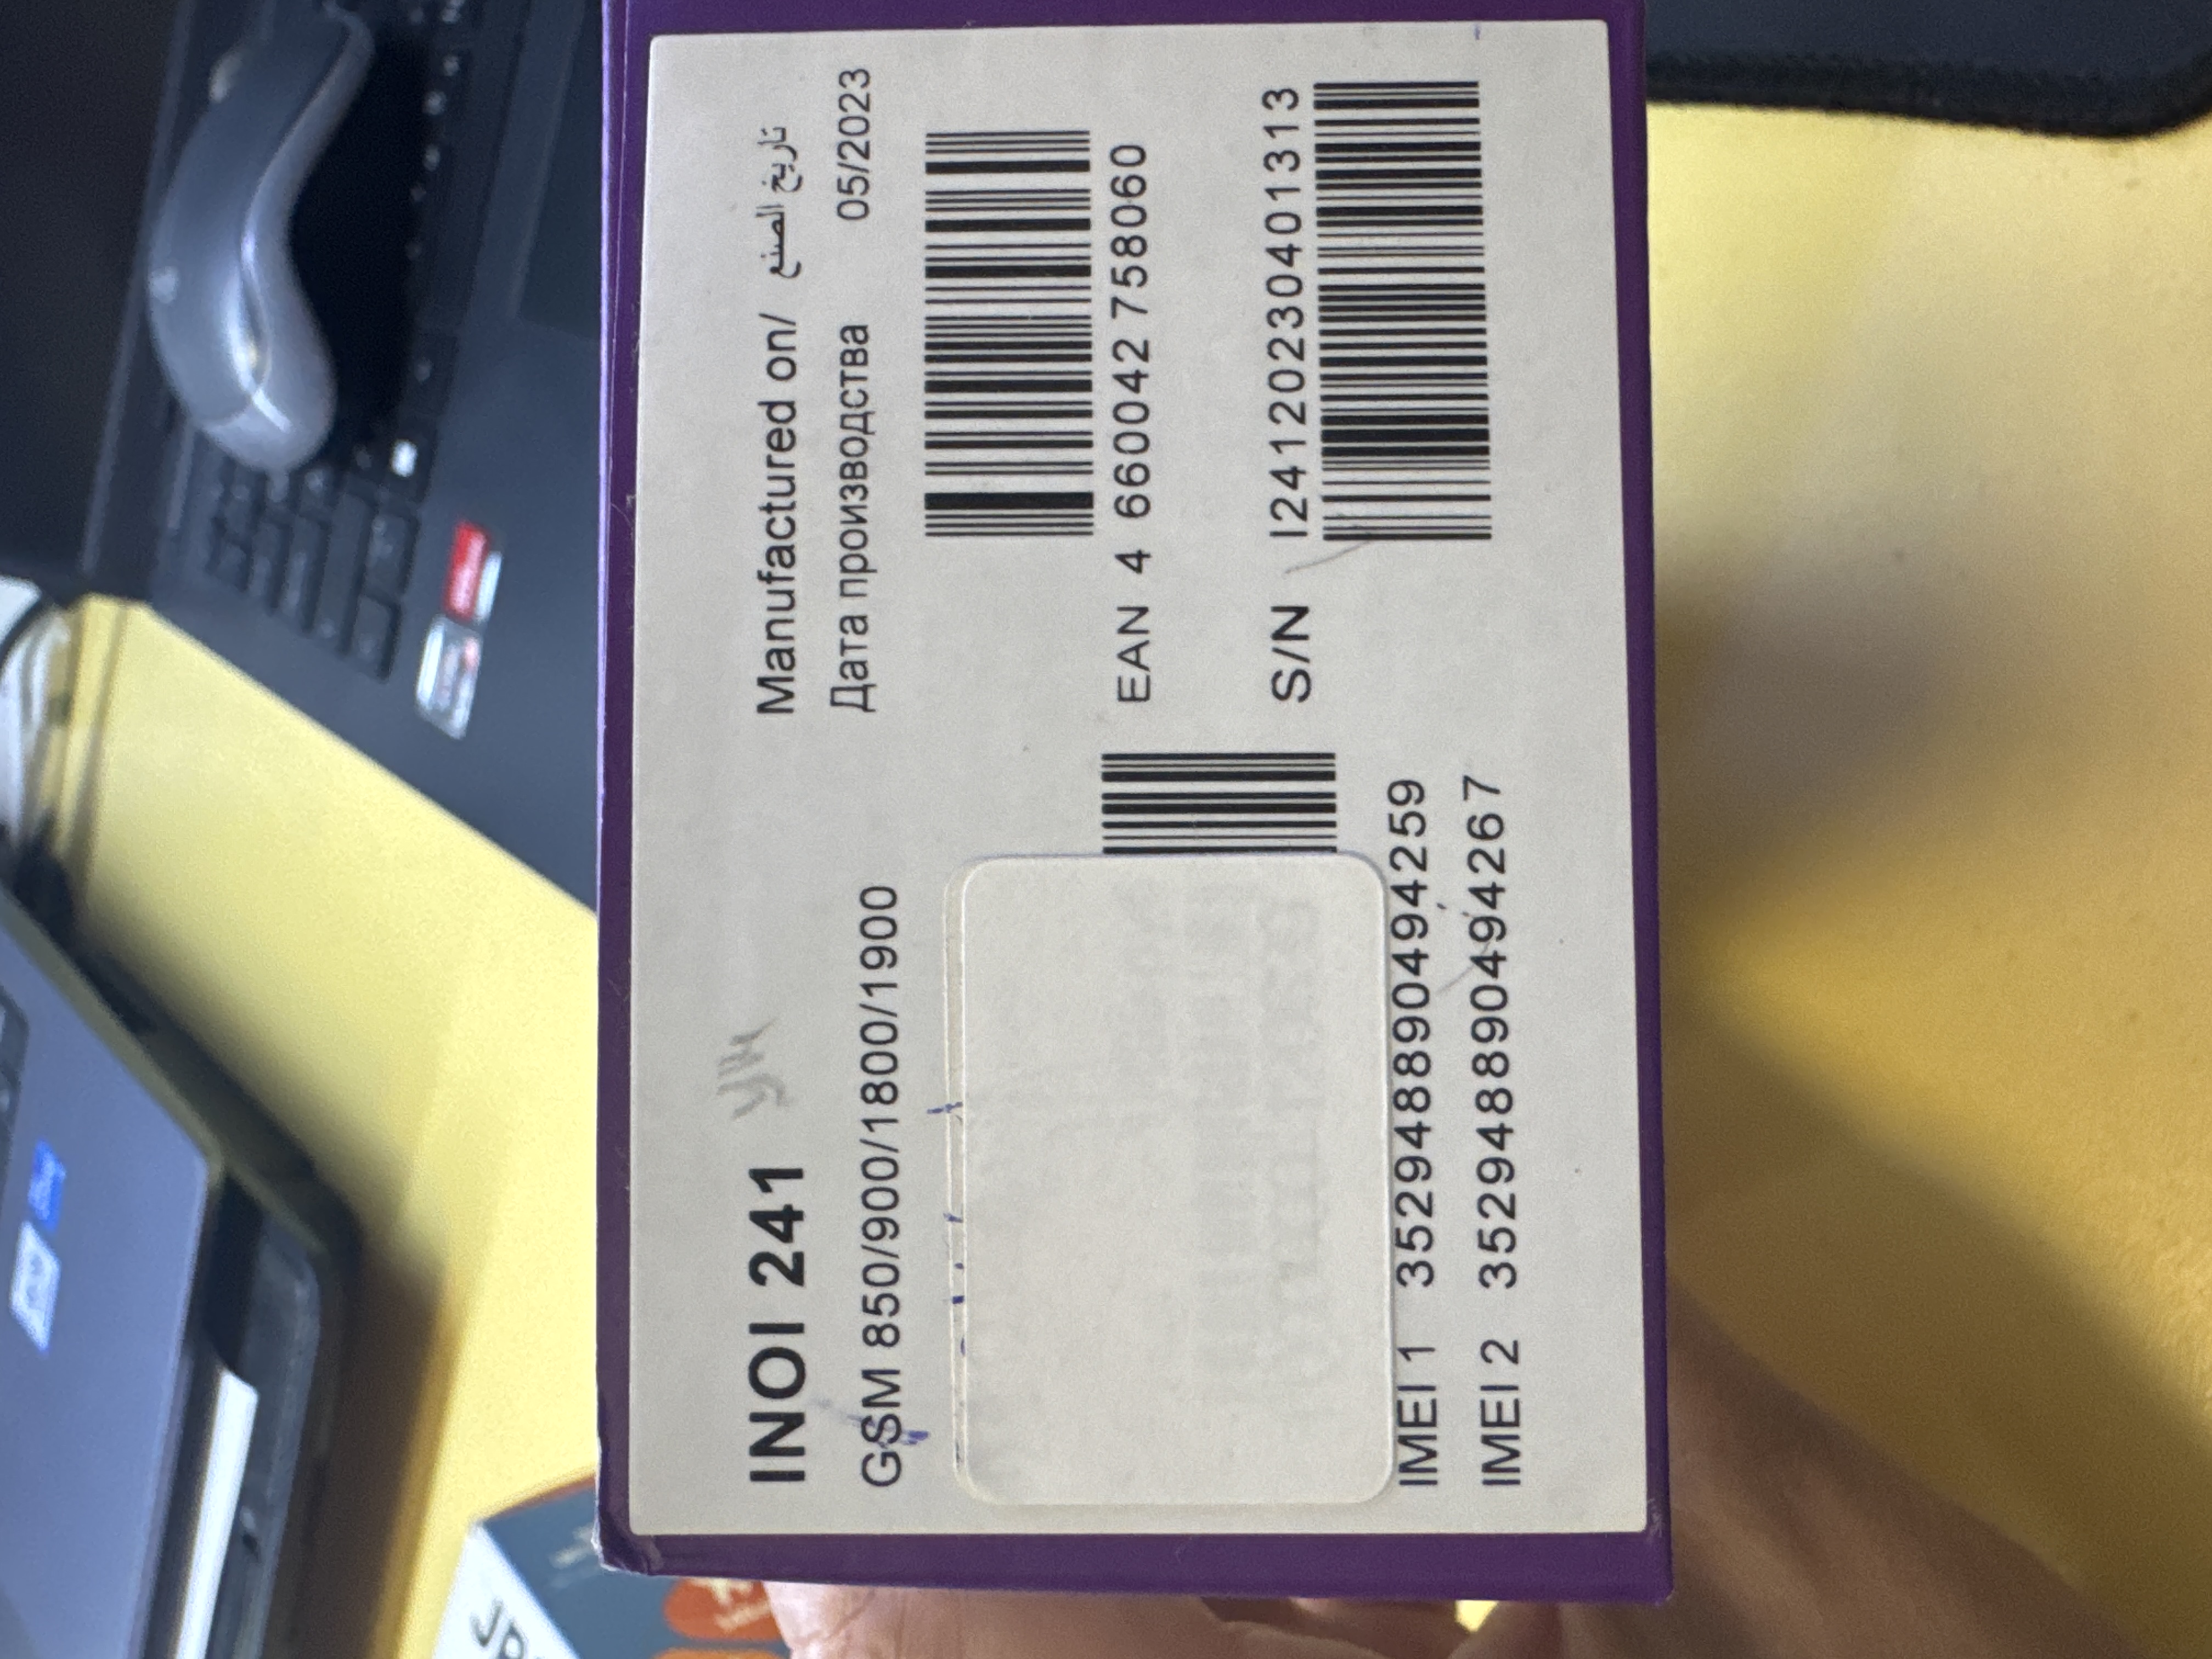 INOI 241
GSM 850/900/1800/1900
IMEI 1 352948890494259
IMEI 2 352948890494267
Manufactured on/ تاريخ الصنع
Дата производства 05/2023
EAN 4 660042 758060
S/N I24120230401313